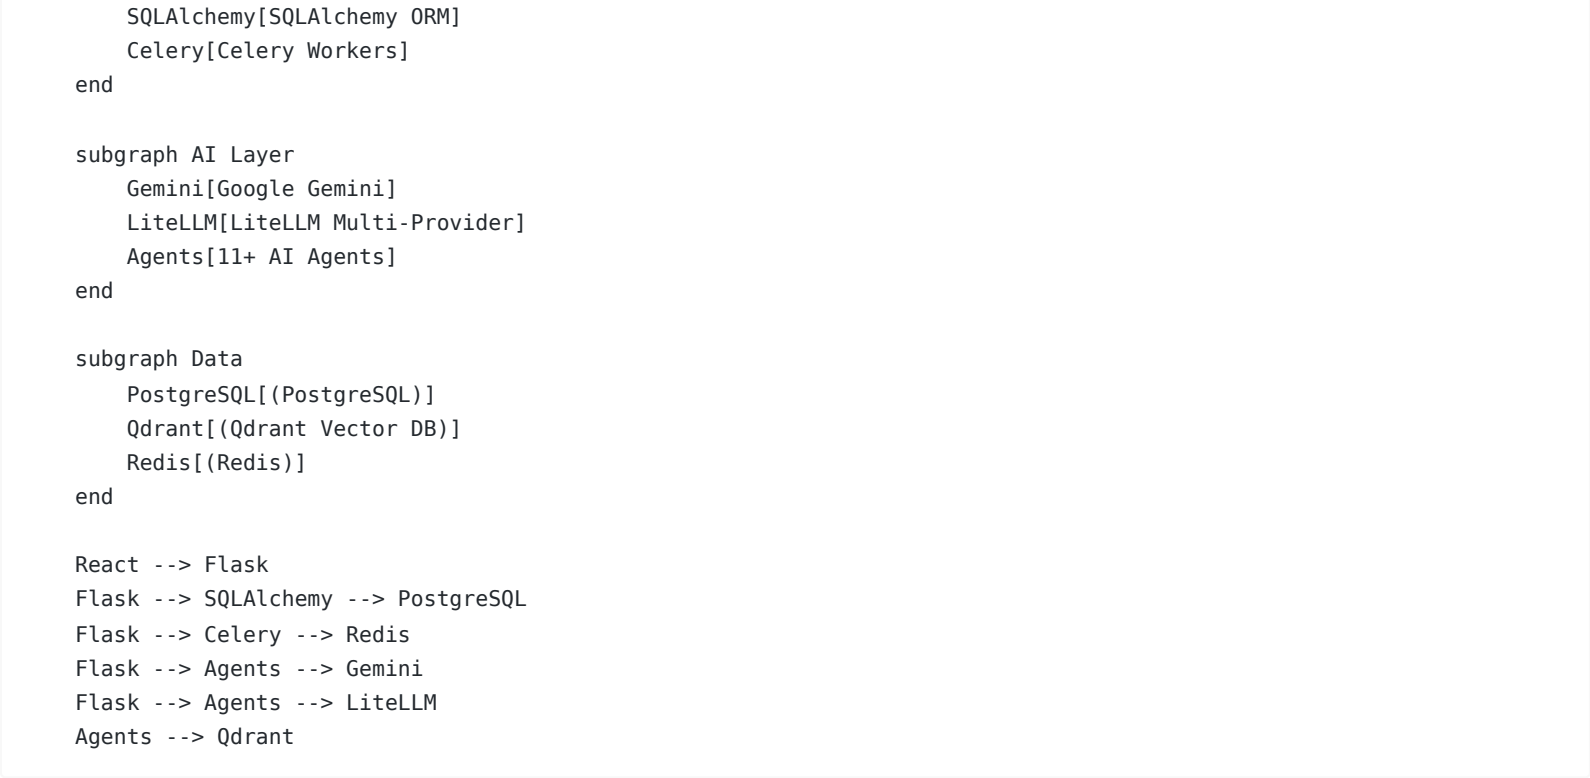 SQLAlchemy[SQLAlchemy ORM]
Celery[Celery Workers]
end
subgraph AI Layer
Gemini[Google Gemini]
LiteLLM[LiteLLM Multi-Provider]
Agents[11+ AI Agents]
end
subgraph Data
PostgreSQL[(PostgreSQL)]
Qdrant[(Qdrant Vector DB)]
Redis[(Redis)]
end
React --> Flask
Flask --> SQLAlchemy --> PostgreSQL
Flask --> Celery --> Redis
Flask --> Agents --> Gemini
Flask --> Agents --> LiteLLM
Agents --> Qdrant